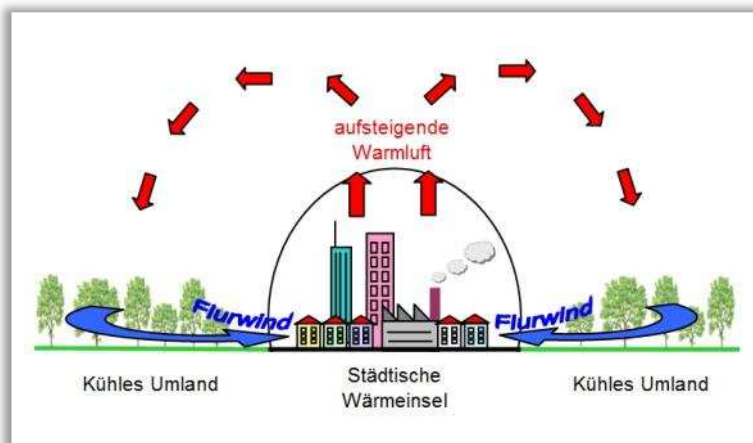 aufsteigende
Warmluft
Flurwind
Flurwind
Kühles Umland
Städtische
Wärmeinsel
Kühles Umland